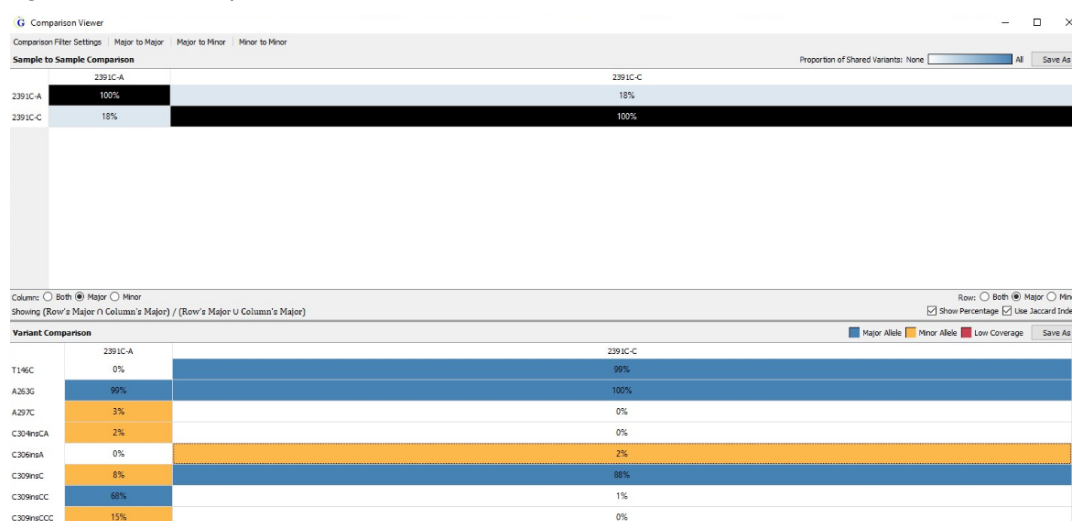 G Comparison Viewer
Comparison Filter Settings Major to Major Major to Minor Minor to Minor
Sample to Sample Comparison Proportion of Shared Variants: None All Save As
2391C-A 2391C-C
2391C-A 100% 18%
2391C-C 18% 100%
Column: Both Major Minor Row: Both Major
Showing (Row's Major ∩ Column's Major) / (Row's Major ∪ Column's Major) Show Percentage Use Jaccard
Variant Comparison Major Allele Minor Allele Low Coverage Save As
2391C-A 2391C-C
T146C 0% 99%
A263G 99% 100%
A297C 3% 0%
C304insCA 2% 0%
C306insA 0% 2%
C309insC 8% 88%
C309insCC 68% 1%
C309insCCC 15% 0%